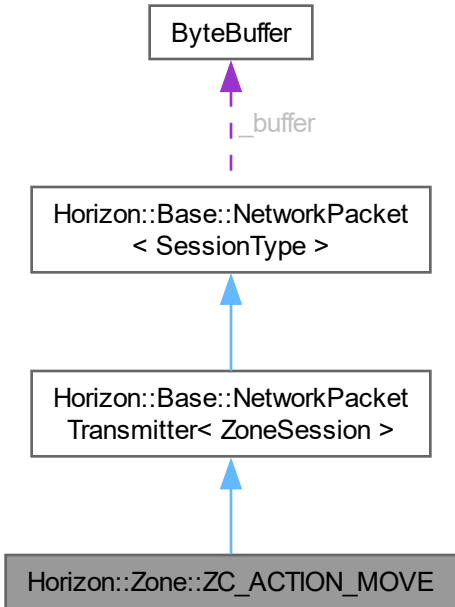 ByteBuffer
_buffer
Horizon::Base::NetworkPacket
< SessionType >
Horizon::Base::NetworkPacket
Transmitter< ZoneSession >
Horizon::Zone::ZC_ACTION_MOVE